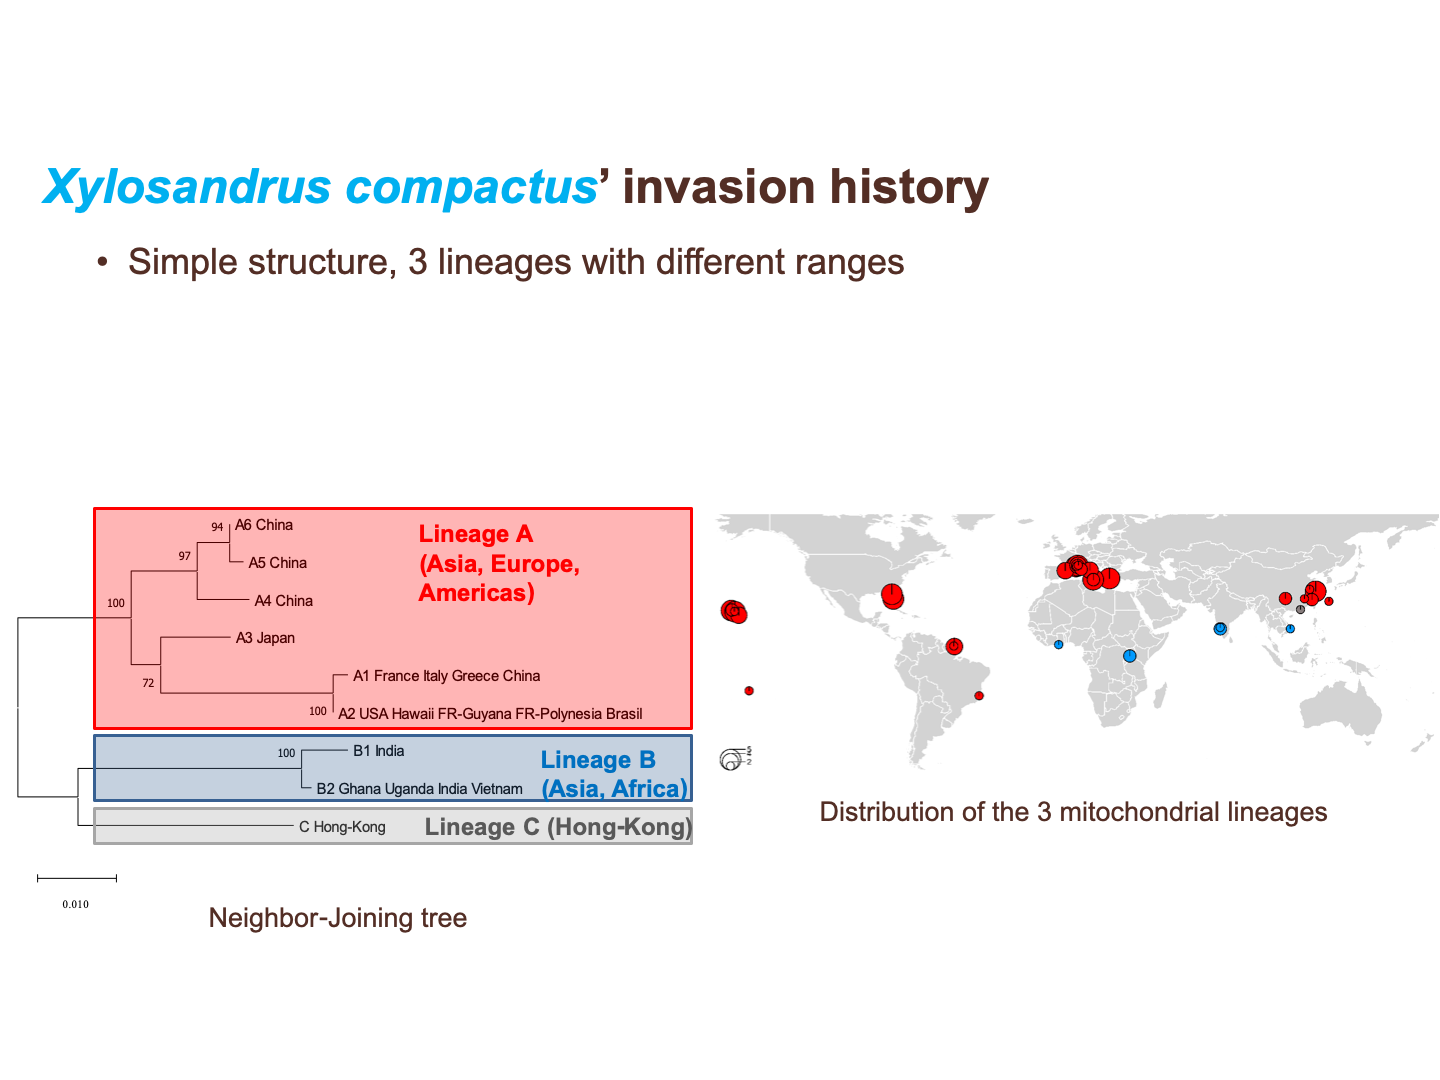 Xylosandrus compactus’ invasion history
• Simple structure, 3 lineages with different ranges
94 A6 China
97 A5 China
A4 China
100
A3 Japan
72
A1 France Italy Greece China
100 A2 USA Hawaii FR-Guyana FR-Polynesia Brasil
Lineage A
(Asia, Europe,
Americas)
100 B1 India
B2 Ghana Uganda India Vietnam
Lineage B
(Asia, Africa)
C Hong-Kong
Lineage C (Hong-Kong)
0.010
Neighbor-Joining tree
5
4
2
Distribution of the 3 mitochondrial lineages